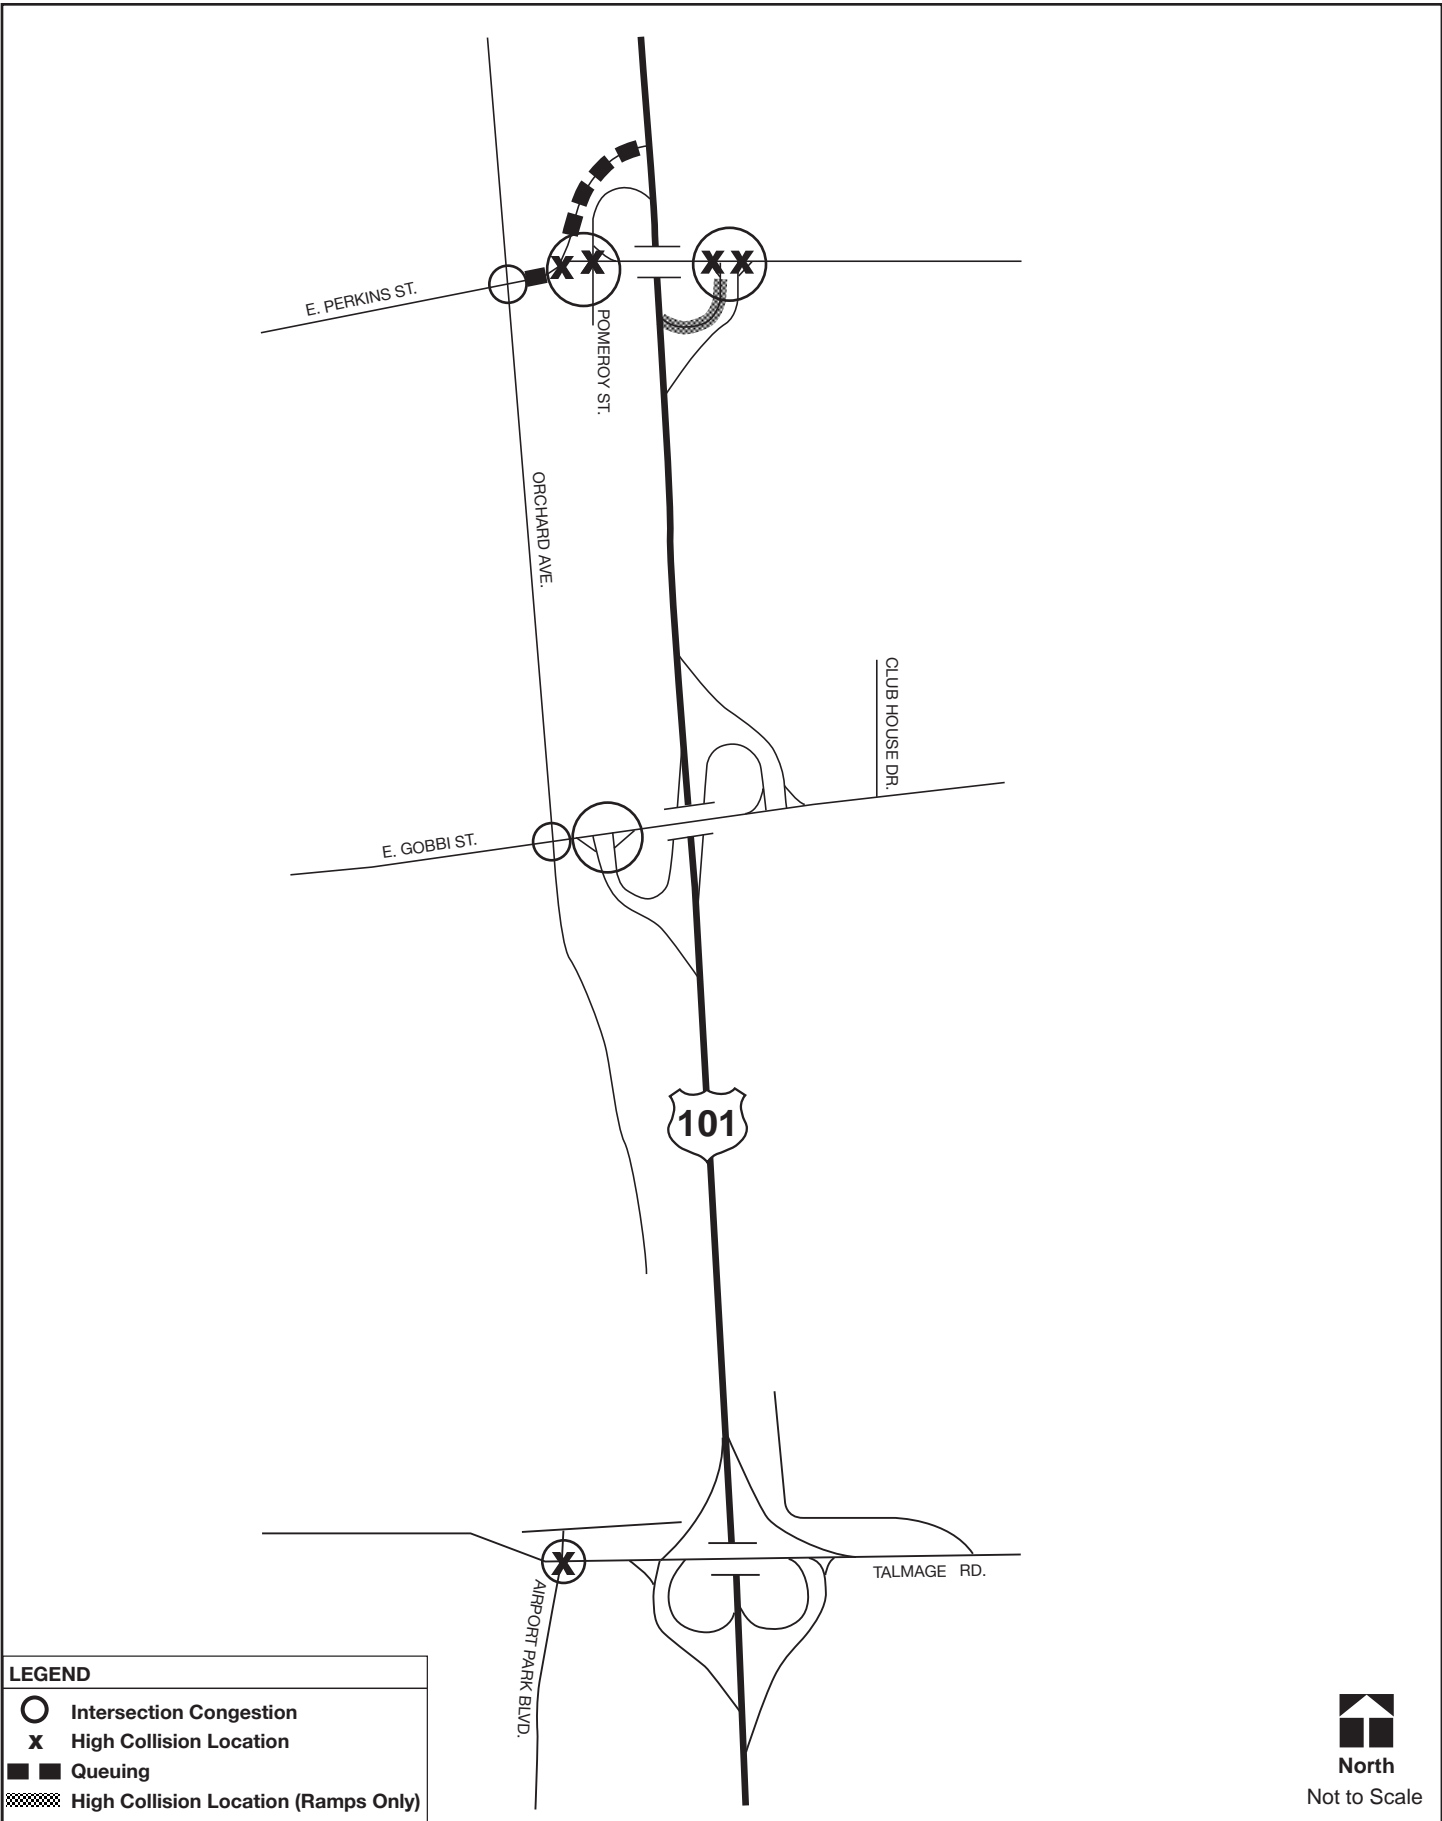 E. PERKINS ST.
POMEROY ST.
ORCHARD AVE.
CLUB HOUSE DR.
E. GOBBI ST.
101
TALMAGE RD.
AIRPORT PARK BLVD.
LEGEND
Intersection Congestion
x High Collision Location
Queuing
High Collision Location (Ramps Only)
North
Not to Scale